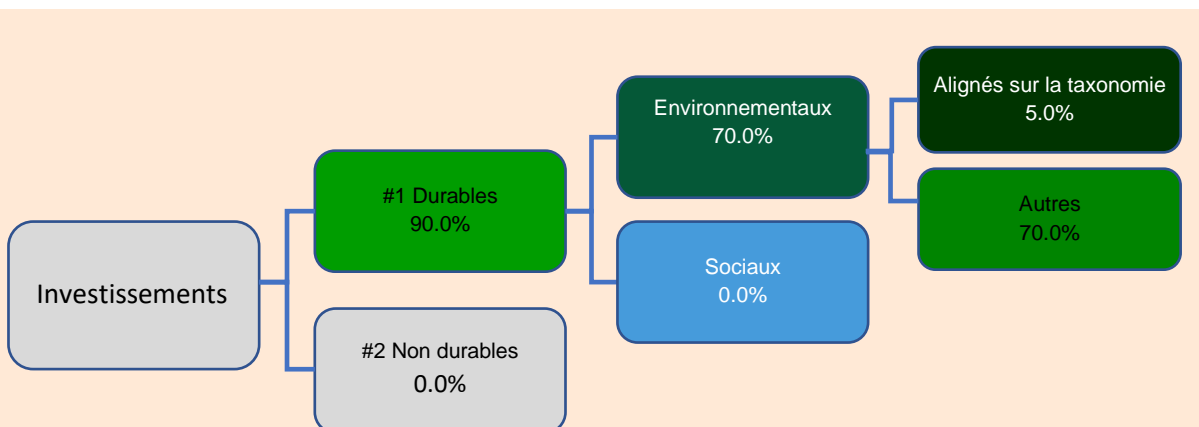 Investissements
#1 Durables
90.0%
#2 Non durables
0.0%
Environnementaux
70.0%
Sociaux
0.0%
Alignés sur la taxonomie
5.0%
Autres
70.0%